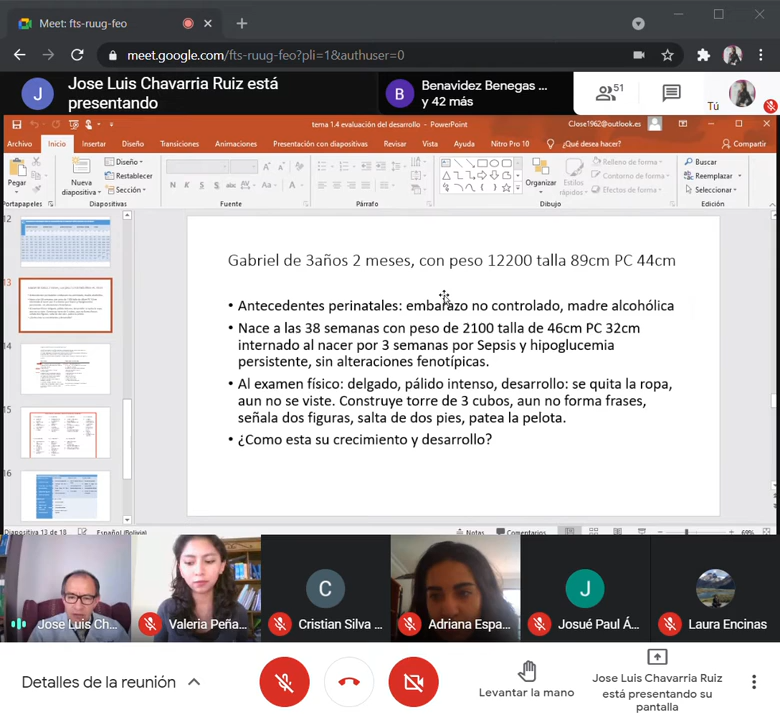 Meet: fts-ruug-feo
meet.google.com/fts-ruug-feo?pli=1&authuser=0
J
Jose Luis Chavarria Ruiz está
presentando
B
Benavidez Benegas ...
y 42 más
51
Tú
tema 1.4 evaluación del desarrollo - PowerPoint
CJose1962@outlook.es
Archivo Inicio Insertar Diseño Transiciones Animaciones Presentación con diapositivas Revisar Vista Ayuda Nitro Pro 10 ¿Qué desea hacer? Compartir
Pegar
Nueva
diapositiva
Diseño
Restablecer
Sección
N K S S abc AV Aa A
Organizar
Estilos
rápidos
Relleno de forma
Contorno de forma
Efectos de forma
Buscar
Reemplazar
Seleccionar
Portapapeles Diapositivas Fuente Párrafo Dibujo Edición
12
13
14
15
16
Gabriel de 3años 2 meses, con peso 12200 talla 89cm PC 44cm
• Antecedentes perinatales: embarazo no controlado, madre alcohólica
• Nace a las 38 semanas con peso de 2100 talla de 46cm PC 32cm
internado al nacer por 3 semanas por Sepsis y hipoglucemia
persistente, sin alteraciones fenotípicas.
• Al examen físico: delgado, pálido intenso, desarrollo: se quita la ropa,
aun no se viste. Construye torre de 3 cubos, aun no forma frases,
señala dos figuras, salta de dos pies, patea la pelota.
• ¿Como esta su crecimiento y desarrollo?
Diapositiva 13 de 18 Español (Bolivia) Notas Comentarios 69%
C
J
Jose Luis Ch... Valeria Peña... Cristian Silva ... Adriana Espa... Josué Paul Á... Laura Encinas
Detalles de la reunión
Levantar la mano
Jose Luis Chavarria Ruiz
está presentando su
pantalla